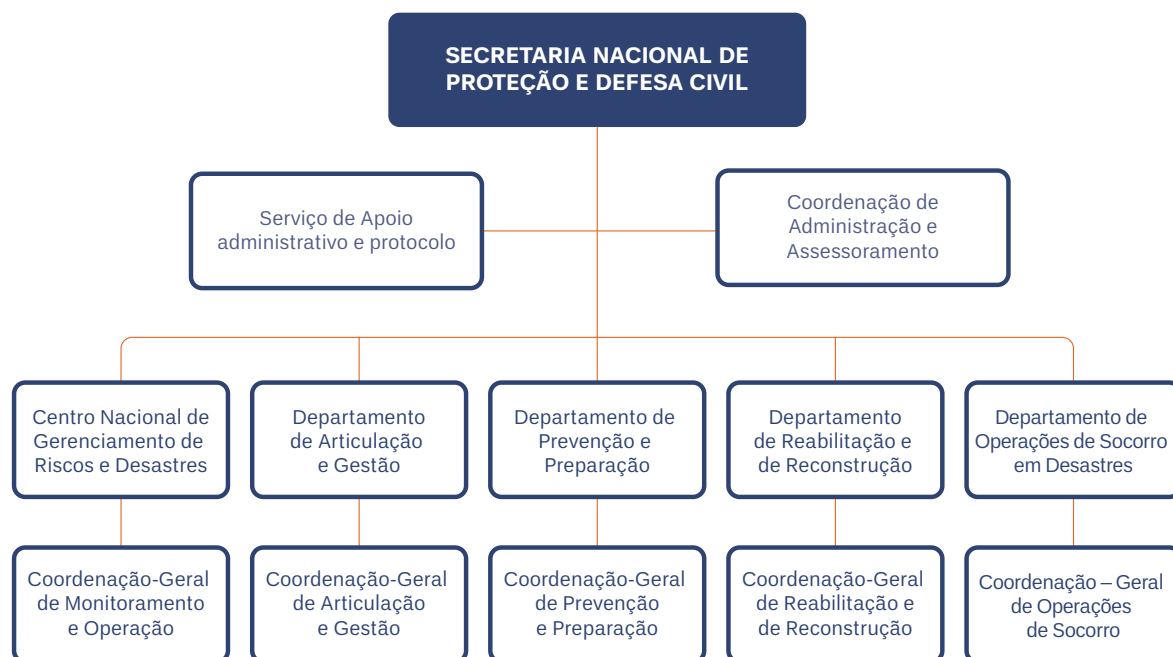 SECRETARIA NACIONAL DE
PROTEÇÃO E DEFESA CIVIL
Serviço de Apoio
administrativo e protocolo
Coordenação de
Administração e
Assessoramento
Centro Nacional de
Gerenciamento de
Riscos e Desastres
Departamento
de Articulação
e Gestão
Departamento de
Prevenção e
Preparação
Departamento
de Reabilitação e
de Reconstrução
Departamento de
Operações de Socorro
em Desastres
Coordenação-Geral
de Monitoramento
e Operação
Coordenação-Geral
de Articulação
e Gestão
Coordenação-Geral
de Prevenção
e Preparação
Coordenação-Geral
de Reabilitação e
de Reconstrução
Coordenação – Geral
de Operações
de Socorro